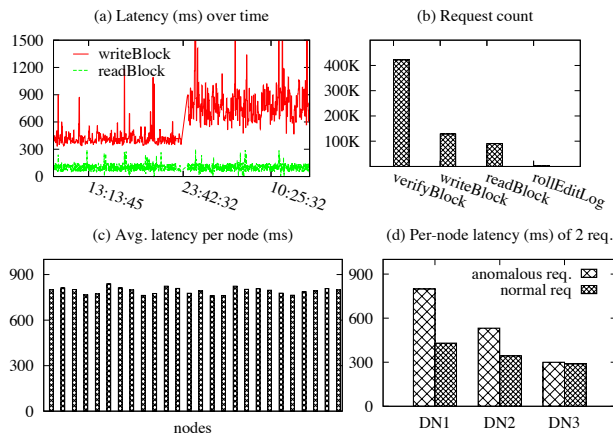 (a) Latency (ms) over time
1500
1200
900
600
300
0
writeBlock
readBlock
13:13:45
23:42:32
10:25:32
(b) Request count
400K
300K
200K
100K
verifyBlock
writeBlock
readBlock
rollEditLog
(c) Avg. latency per node (ms)
900
600
300
0
nodes
(d) Per-node latency (ms) of 2 req.
900
600
300
0
anomalous req.
normal req
DN1
DN2
DN3